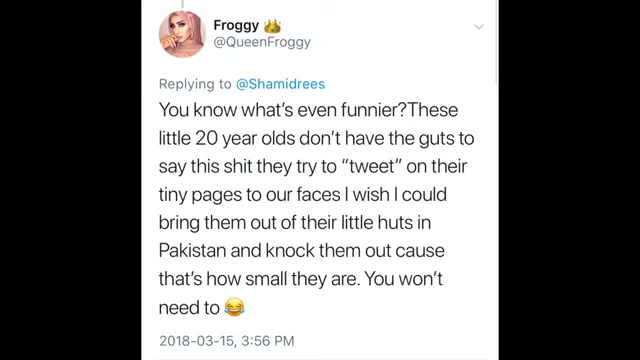 Froggy 👑
@QueenFroggy
Replying to @Shamidrees
You know what's even funnier?These
little 20 year olds don't have the guts to
say this shit they try to “tweet” on their
tiny pages to our faces I wish I could
bring them out of their little huts in
Pakistan and knock them out cause
that's how small they are. You won't
need to 😂
2018-03-15, 3:56 PM